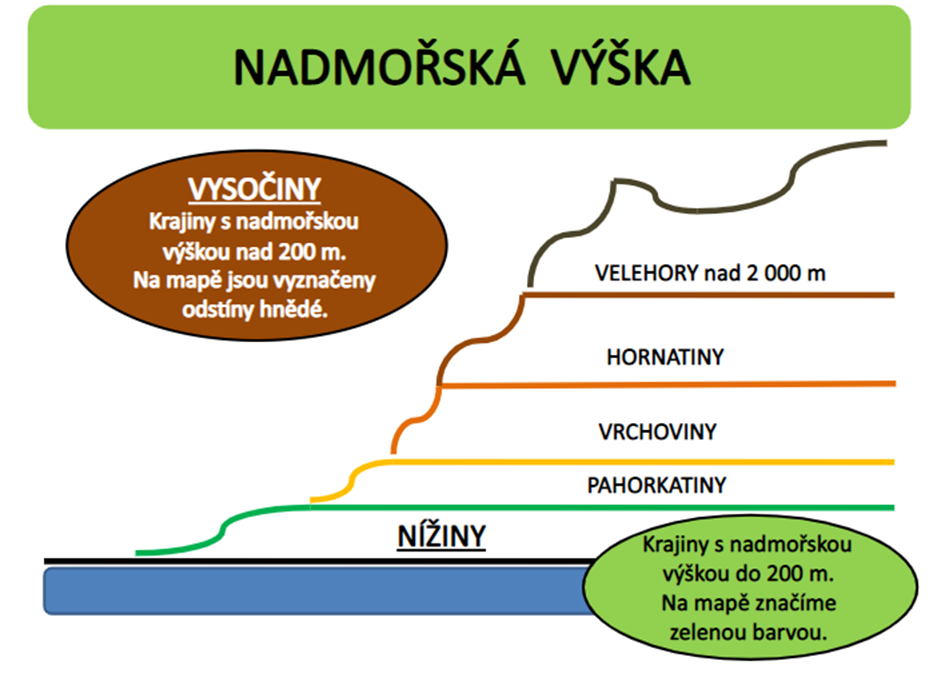 NADMOŘSKÁ VÝŠKA
VYSOČINY
Krajiny s nadmořskou
výškou nad 200 m.
Na mapě jsou vyznačeny
odstíny hnědé.
VELEHORY nad 2 000 m
HORNATINY
VRCHOVINY
PAHORKATINY
NÍŽINY
Krajiny s nadmořskou
výškou do 200 m.
Na mapě značíme
zelenou barvou.